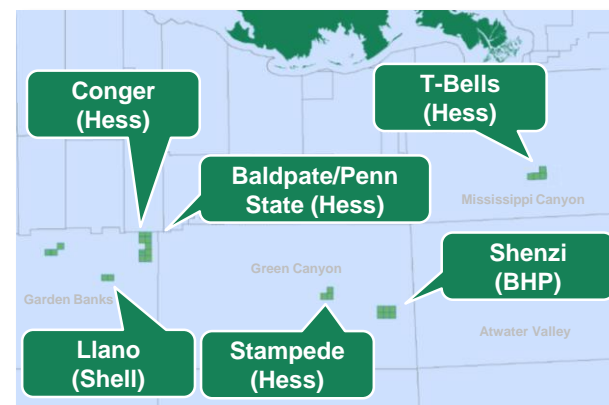 Conger
(Hess)
T-Bells
(Hess)
Baldpate/Penn
State (Hess)
Mississippi Canyon
Shenzi
(BHP)
Green Canyon
Garden Banks
Llano
(Shell)
Stampede
(Hess)
Atwater Valley